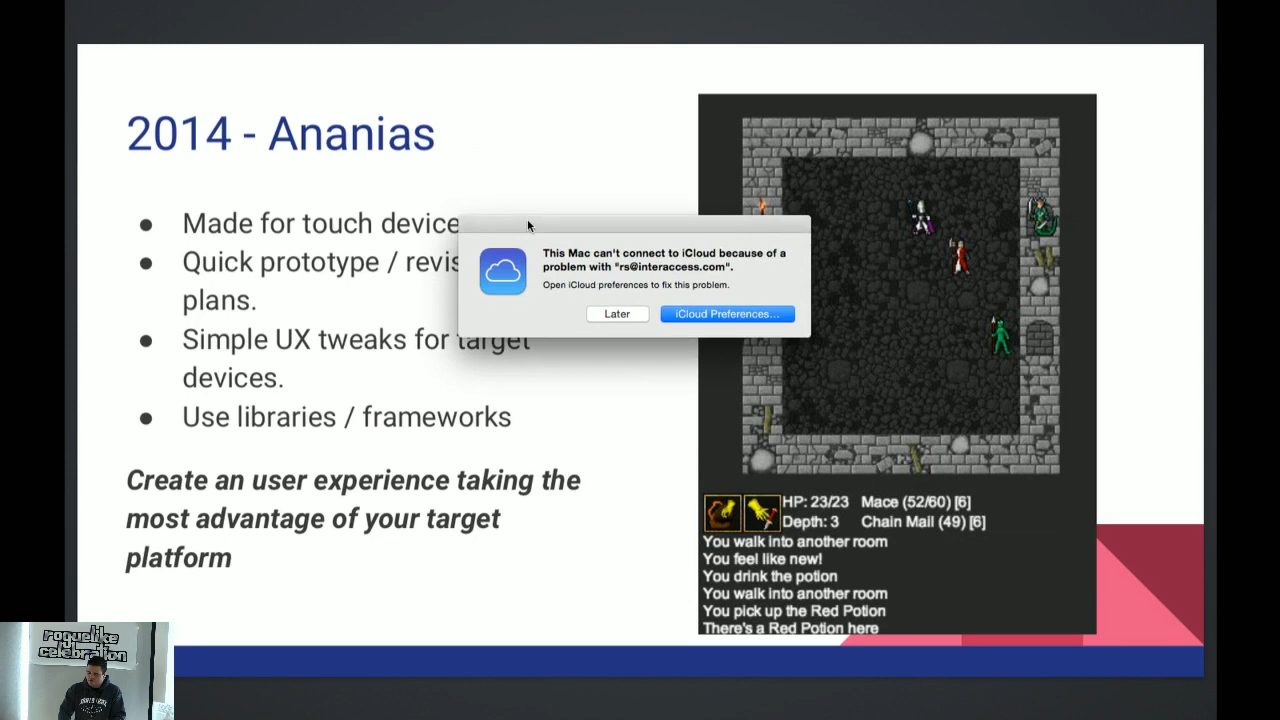 2014 - Ananias
● Made for touch device
● Quick prototype / revis
plans.
● Simple UX tweaks for target
devices.
● Use libraries / frameworks
Create an user experience taking the
most advantage of your target
platform
This Mac can't connect to iCloud because of a
problem with "rs@interaccess.com".
Open iCloud preferences to fix this problem.
Later
iCloud Preferences...
HP: 23/23 Mace (52/60) [6]
Depth: 3 Chain Mail (49) [6]
You walk into another room
You feel like new!
You drink the potion
You walk into another room
You pick up the Red Potion
There's a Red Potion here
roguelike
celebration